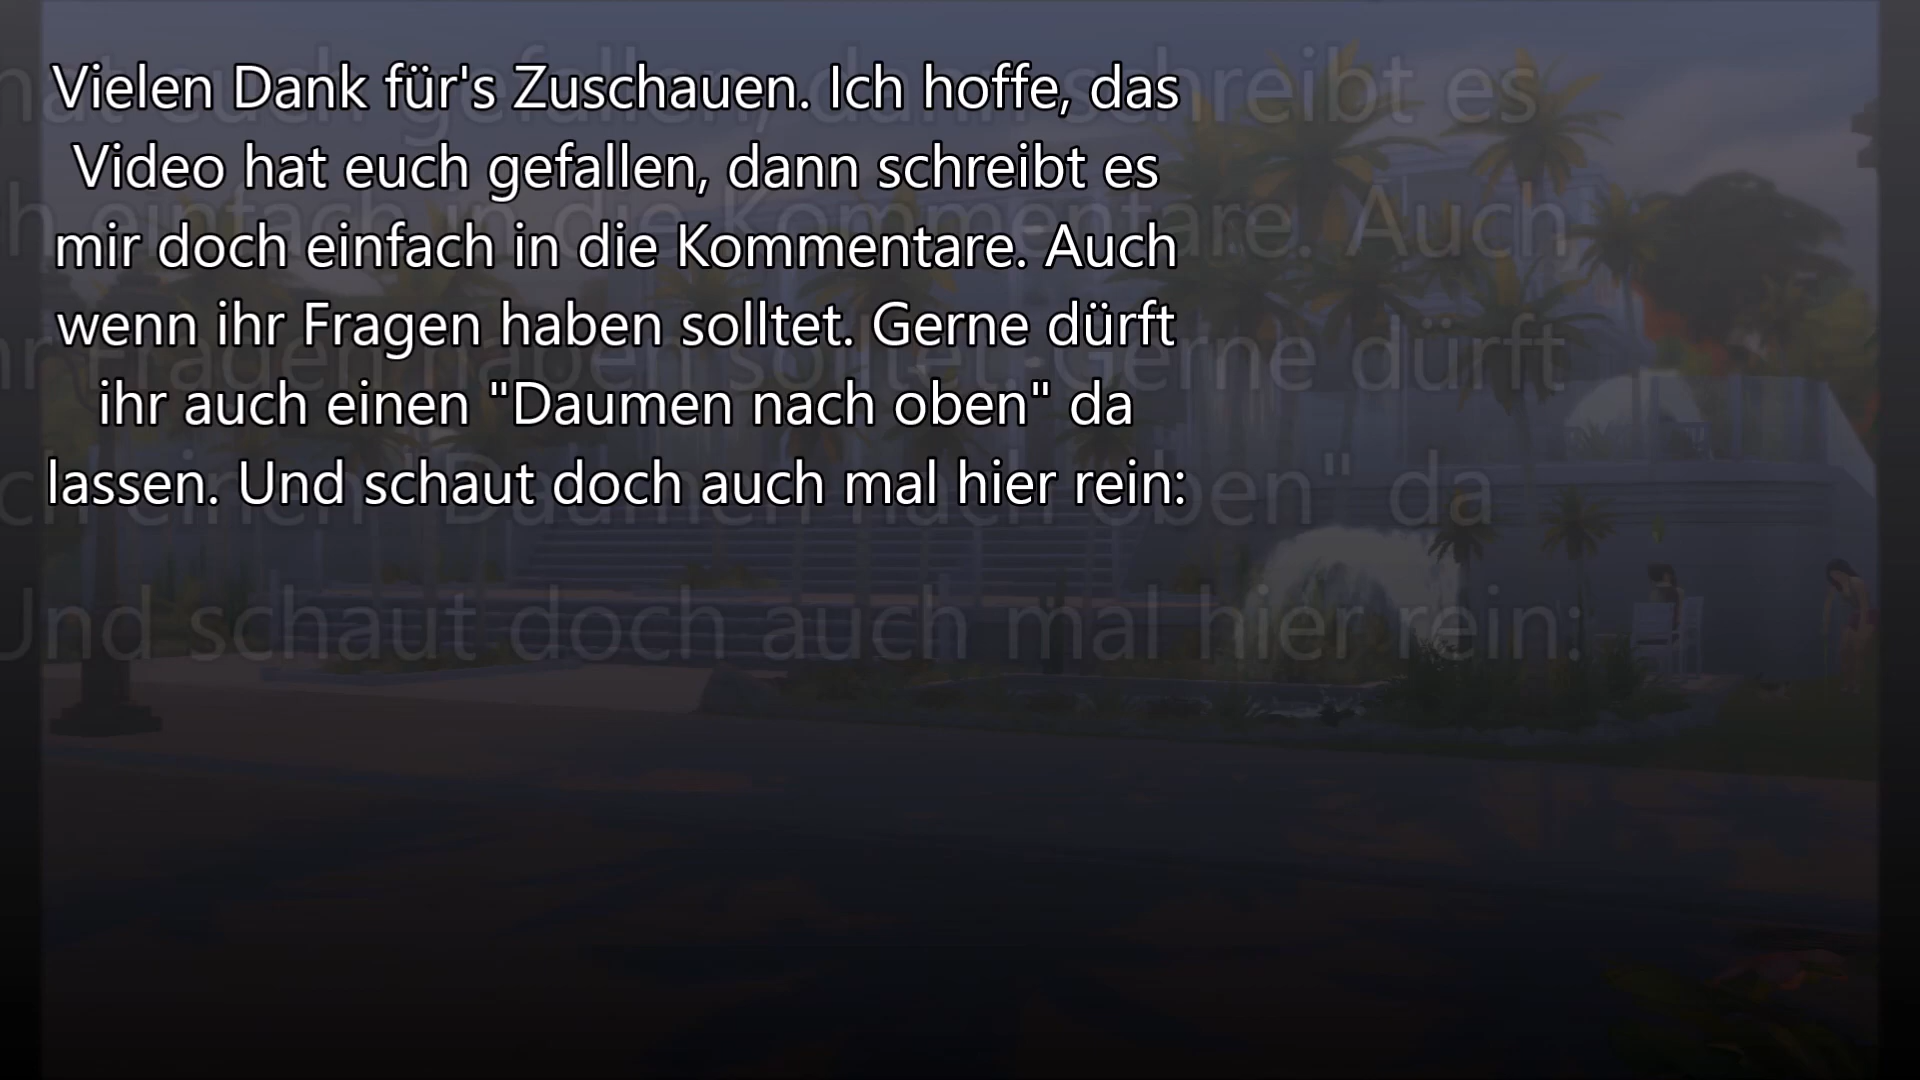 Vielen Dank für's Zuschauen. Ich hoffe, das
Video hat euch gefallen, dann schreibt es
mir doch einfach in die Kommentare. Auch
wenn ihr Fragen haben solltet. Gerne dürft
ihr auch einen "Daumen nach oben" da
lassen. Und schaut doch auch mal hier rein: